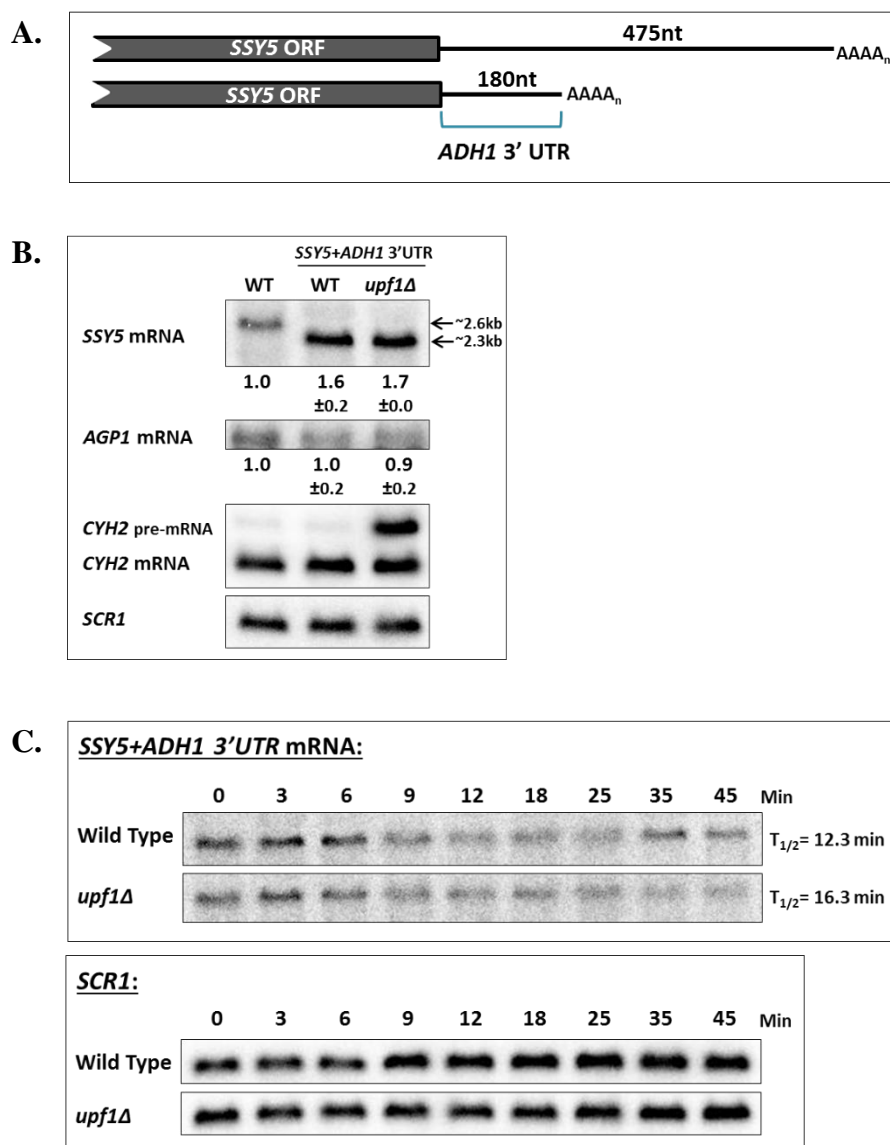 A.
SSY5 ORF
475nt
AAAAn
SSY5 ORF
180nt
AAAAn
ADH1 3' UTR
B.
SSY5+ADH1 3'UTR
WT WT upf1Δ
SSY5 mRNA
~2.6kb
~2.3kb
1.0 1.6 1.7
±0.2 ±0.0
AGP1 mRNA
1.0 1.0 0.9
±0.2 ±0.2
CYH2 pre-mRNA
CYH2 mRNA
SCR1
C.
SSY5+ADH1 3'UTR mRNA:
0 3 6 9 12 18 25 35 45 Min
Wild Type T1/2= 12.3 min
upf1Δ T1/2= 16.3 min
SCR1:
0 3 6 9 12 18 25 35 45 Min
Wild Type
upf1Δ